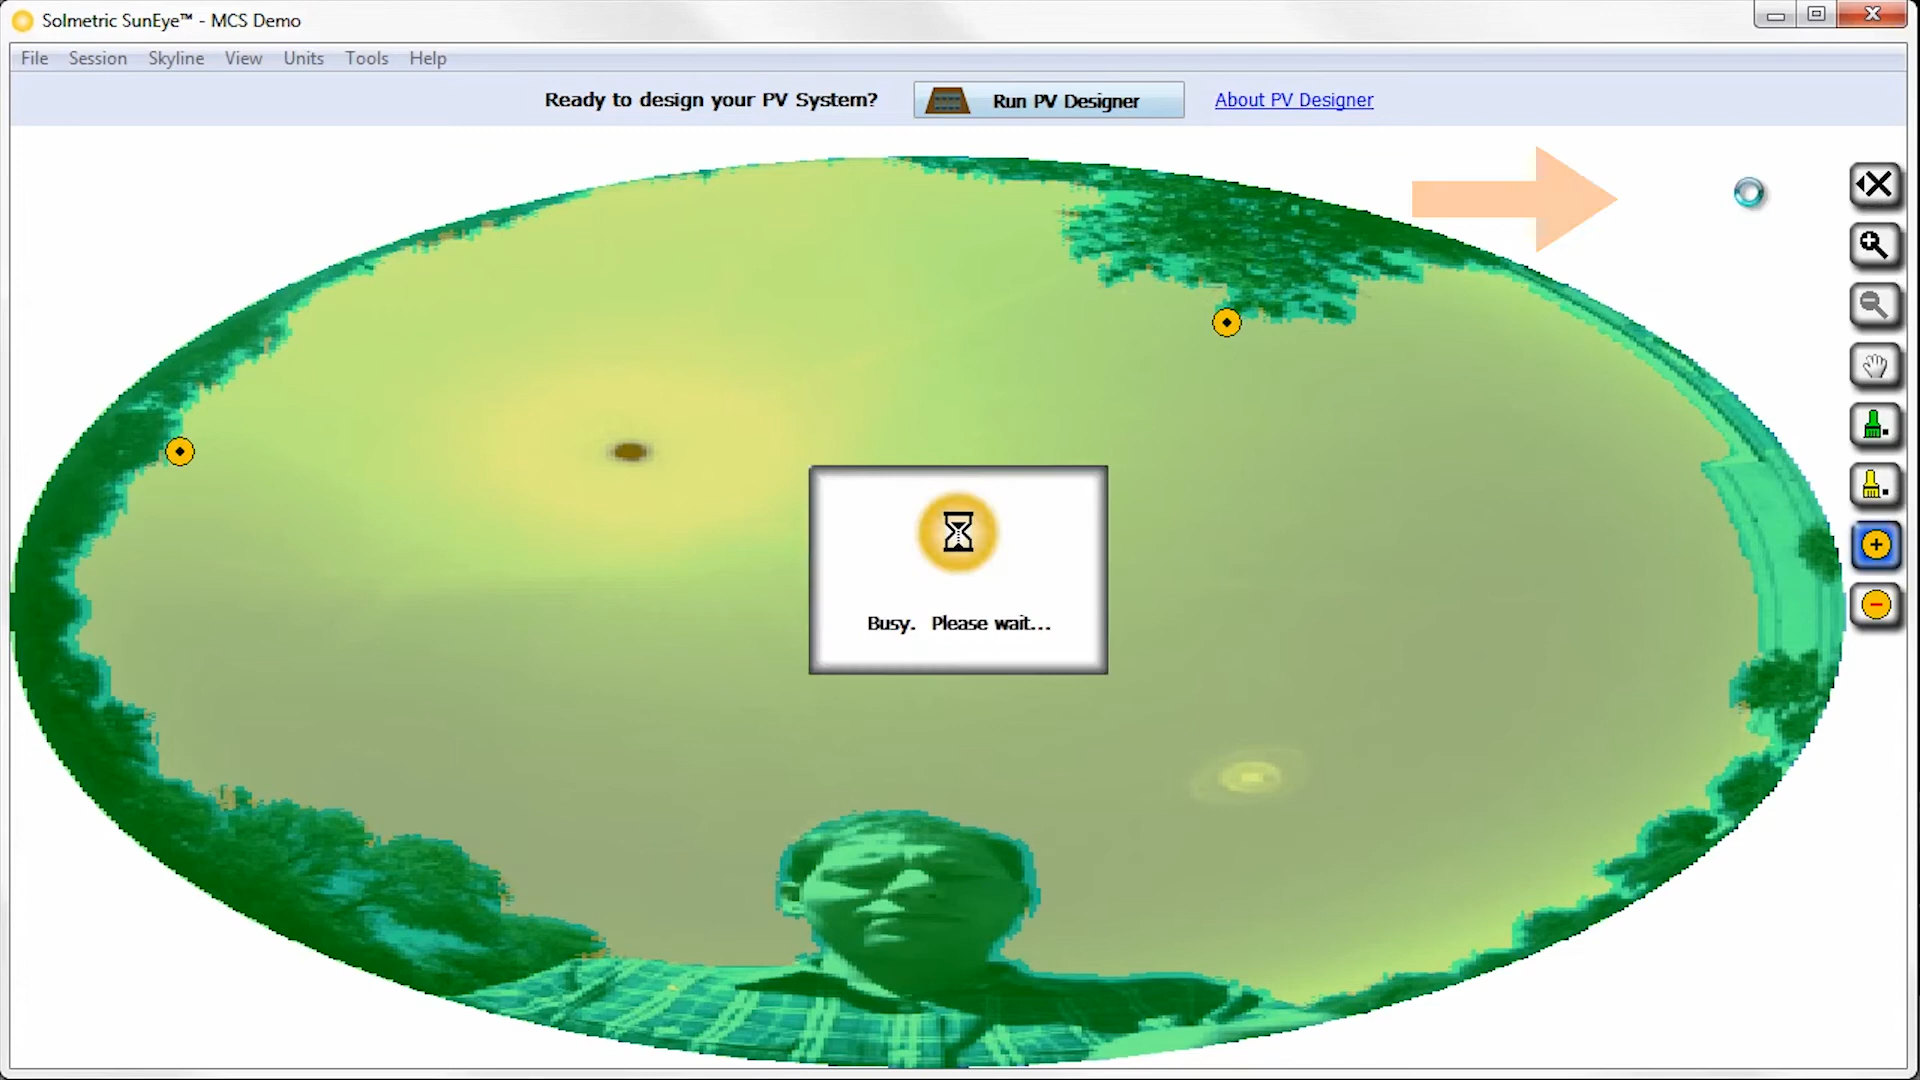 Solmetric SunEye™ - MCS Demo
File Session Skyline View Units Tools Help
Ready to design your PV System? Run PV Designer About PV Designer
Busy. Please wait...